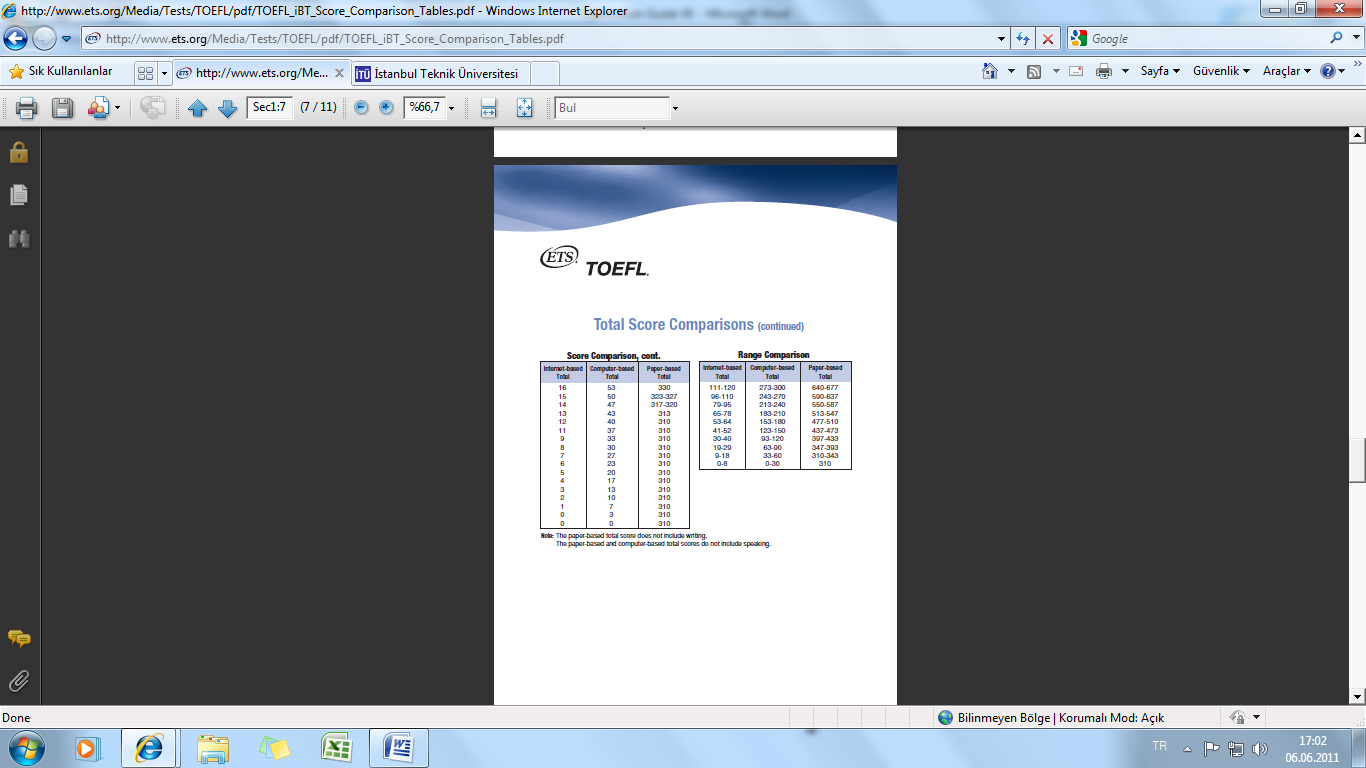 http://www.ets.org/Media/Tests/TOEFL/pdf/TOEFL_iBT_Score_Comparison_Tables.pdf - Windows Internet Explorer
http://www.ets.org/Media/Tests/TOEFL/pdf/TOEFL_iBT_Score_Comparison_Tables.pdf Google
Sık Kullanılanlar http://www.ets.org/Me... İTÜ İstanbul Teknik Üniversitesi Sayfa Güvenlik Araçlar
Sec1:7 (7 / 11) %66,7 Bul
ETS TOEFL.
Total Score Comparisons (continued)
Score Comparison, cont.
Internet-based Computer-based Paper-based
Total Total Total
16 53 330
15 50 323-327
14 47 317-320
13 43 313
12 40 310
11 37 310
9 33 310
8 30 310
7 27 310
6 23 310
5 20 310
4 17 310
3 13 310
2 10 310
1 7 310
0 3 310
0 0 310
Range Comparison
Internet-based Computer-based Paper-based
Total Total Total
111-120 273-300 640-677
96-110 243-270 590-637
79-95 213-240 550-587
65-78 183-210 513-547
53-64 153-180 477-510
41-52 123-150 437-473
30-40 93-120 397-433
19-29 63-90 347-393
9-18 33-60 310-343
0-8 0-30 310
Note: The paper-based total score does not include writing.
The paper-based and computer-based total scores do not include speaking.
Done Bilinmeyen Bölge | Korumalı Mod: Açık
TR 17:02
06.06.2011